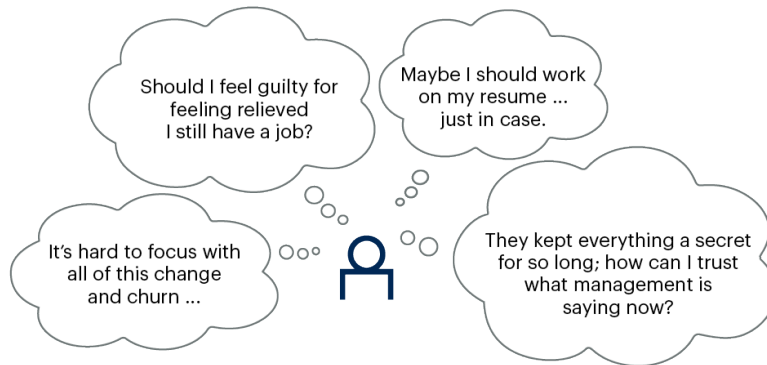 Should I feel guilty for
feeling relieved
I still have a job?
Maybe I should work
on my resume ...
just in case.
It’s hard to focus with
all of this change
and churn ...
They kept everything a secret
for so long; how can I trust
what management is
saying now?